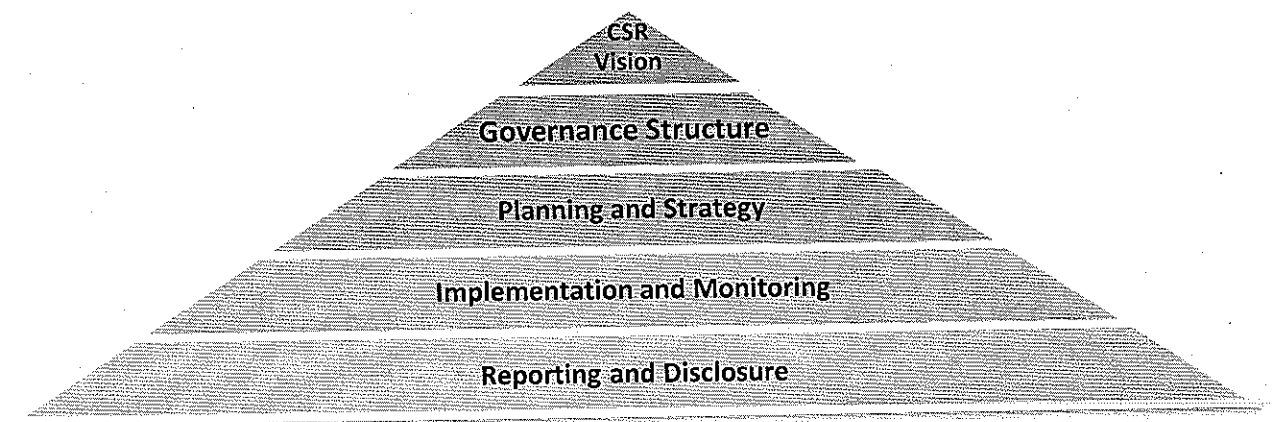 CSR
Vision
Governance Structure
Planning and Strategy
Implementation and Monitoring
Reporting and Disclosure